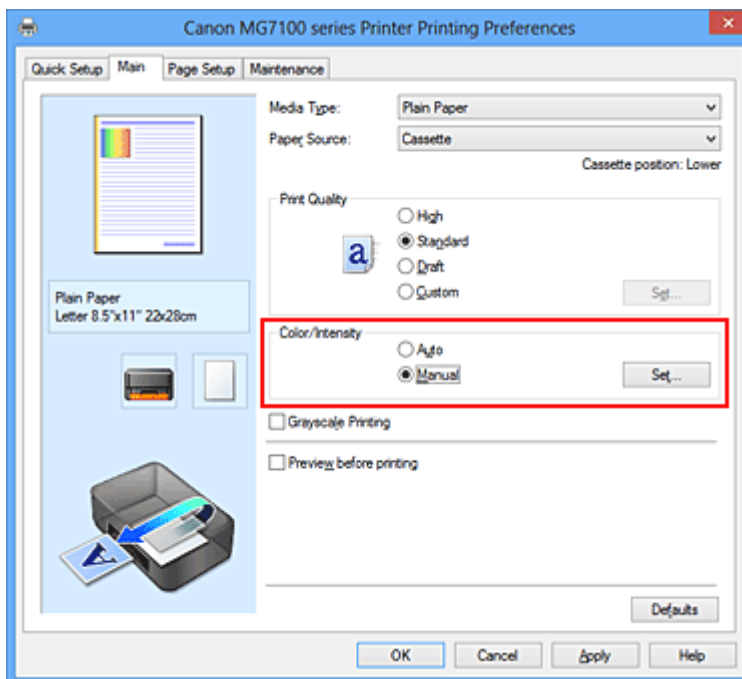 Canon MG7100 series Printer Printing Preferences
Quick Setup Main Page Setup Maintenance
Media Type: Plain Paper
Paper Source: Cassette
Cassette position: Lower
Print Quality
High
a Standard
Draft
Custom Set...
Plain Paper
Letter 8.5"x11" 22x28cm
Color/Intensity
Auto
Manual Set...
Grayscale Printing
Preview before printing
A
Defaults
OK Cancel Apply Help